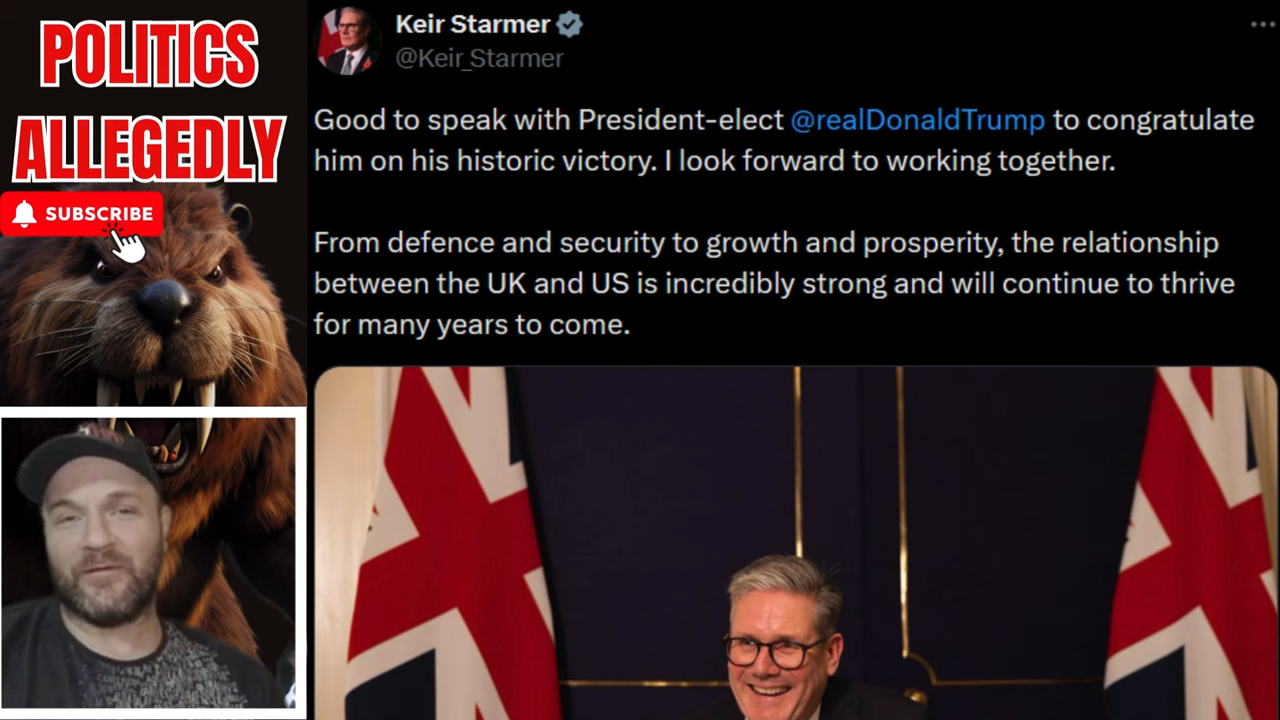 POLITICS
ALLEGEDLY
SUBSCRIBE
Keir Starmer
@Keir_Starmer
Good to speak with President-elect @realDonaldTrump to congratulate
him on his historic victory. I look forward to working together.
From defence and security to growth and prosperity, the relationship
between the UK and US is incredibly strong and will continue to thrive
for many years to come.